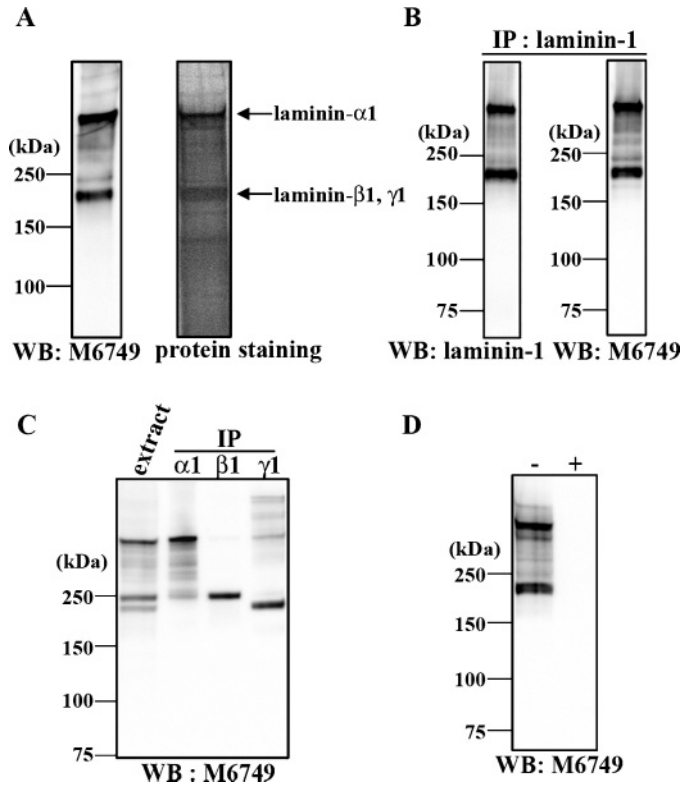 A
(kDa)
250
150
100
laminin-α1
laminin-β1, γ1
WB: M6749
protein staining
B
IP : laminin-1
(kDa)
250
150
100
75
250
150
100
75
WB: laminin-1
WB: M6749
C
extract
IP
α1 β1 γ1
(kDa)
250
150
100
75
WB : M6749
D
- +
(kDa)
250
150
100
75
WB: M6749